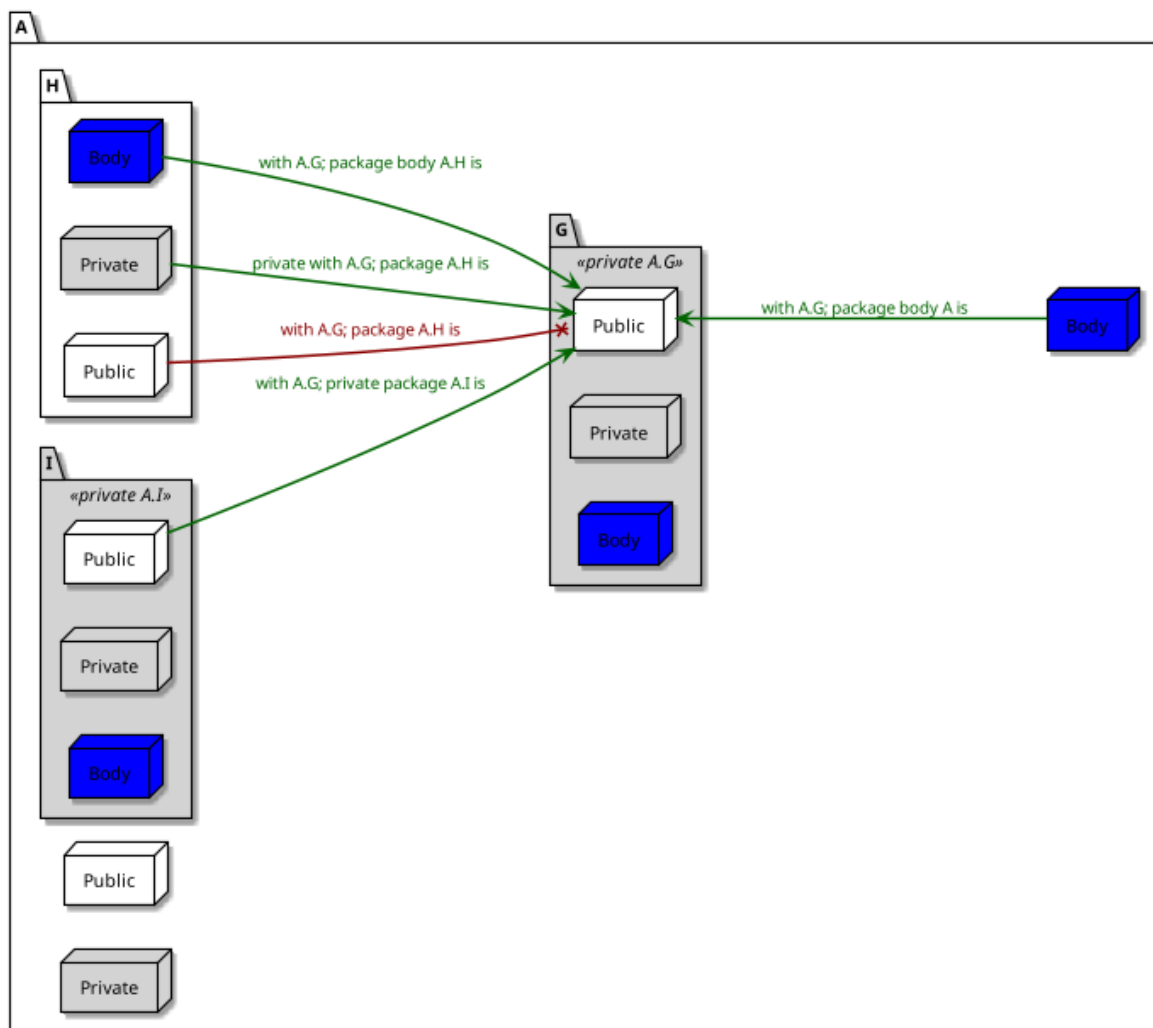 A
H
Body
with A.G; package body A.H is
Private
private with A.G; package A.H is
Public
with A.G; package A.H is
with A.G; private package A.I is
G
«private A.G»
Public
with A.G; package body A is
Body
Private
Body
I
«private A.I»
Public
Private
Body
Public
Private